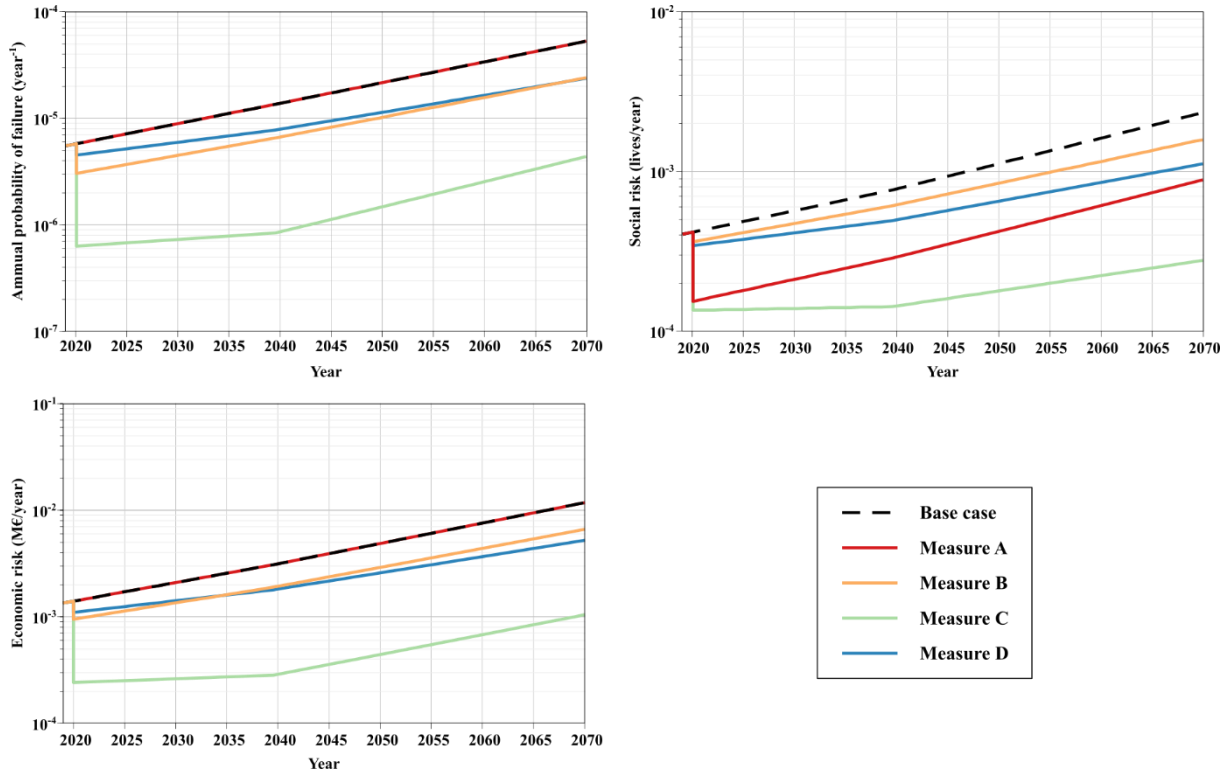 10⁻⁴
10⁻⁵
10⁻⁶
10⁻⁷
Ammual probability of failure (year⁻¹)
2020 2025 2030 2035 2040 2045 2050 2055 2060 2065 2070
Year
10⁻²
10⁻³
10⁻⁴
Social risk (lives/year)
2020 2025 2030 2035 2040 2045 2050 2055 2060 2065 2070
Year
10⁻¹
10⁻²
10⁻³
10⁻⁴
Economic risk (M€/year)
2020 2025 2030 2035 2040 2045 2050 2055 2060 2065 2070
Year
Base case
Measure A
Measure B
Measure C
Measure D